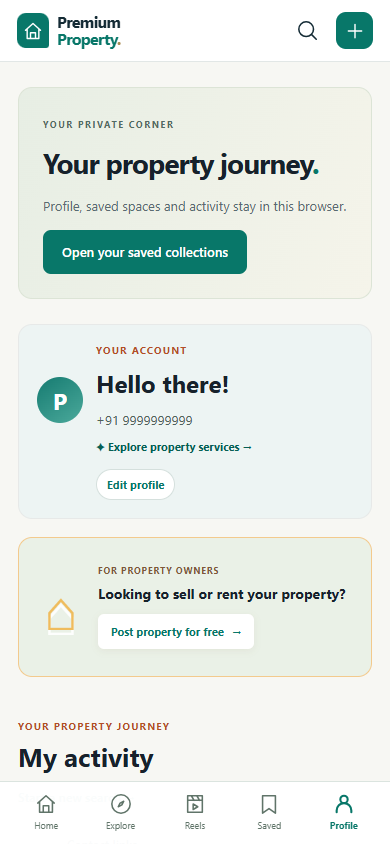 Premium
Property.
YOUR PRIVATE CORNER
Your property journey.
Profile, saved spaces and activity stay in this browser.
Open your saved collections
YOUR ACCOUNT
P
Hello there!
+91 9999999999
✦ Explore property services →
Edit profile
FOR PROPERTY OWNERS
Looking to sell or rent your property?
Post property for free →
YOUR PROPERTY JOURNEY
My activity
Home Explore Reels Saved Profile